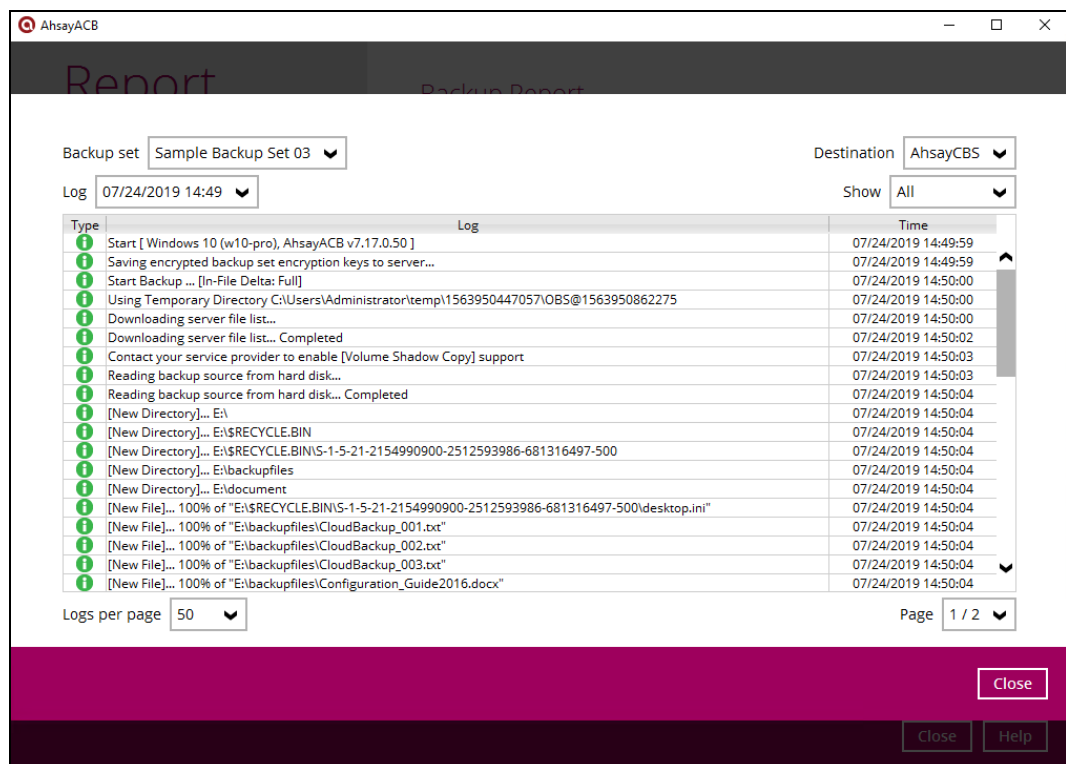 AhsayACB
Report
Backup Report
Backup set Sample Backup Set 03 Destination AhsayCBS
Log 07/24/2019 14:49 Show All
Type Log Time
Start [ Windows 10 (w10-pro), AhsayACB v7.17.0.50 ] 07/24/2019 14:49:59
Saving encrypted backup set encryption keys to server... 07/24/2019 14:49:59
Start Backup ... [In-File Delta: Full] 07/24/2019 14:50:00
Using Temporary Directory C:\Users\Administrator\temp\1563950447057\OBS@1563950862275 07/24/2019 14:50:00
Downloading server file list... 07/24/2019 14:50:00
Downloading server file list... Completed 07/24/2019 14:50:02
Contact your service provider to enable [Volume Shadow Copy] support 07/24/2019 14:50:03
Reading backup source from hard disk... 07/24/2019 14:50:03
Reading backup source from hard disk... Completed 07/24/2019 14:50:04
[New Directory]... E:\ 07/24/2019 14:50:04
[New Directory]... E:\$RECYCLE.BIN 07/24/2019 14:50:04
[New Directory]... E:\$RECYCLE.BIN\S-1-5-21-2154990900-2512593986-681316497-500 07/24/2019 14:50:04
[New Directory]... E:\backupfiles 07/24/2019 14:50:04
[New Directory]... E:\document 07/24/2019 14:50:04
[New File]... 100% of "E:\$RECYCLE.BIN\S-1-5-21-2154990900-2512593986-681316497-500\desktop.ini" 07/24/2019 14:50:04
[New File]... 100% of "E:\backupfiles\CloudBackup_001.txt" 07/24/2019 14:50:04
[New File]... 100% of "E:\backupfiles\CloudBackup_002.txt" 07/24/2019 14:50:04
[New File]... 100% of "E:\backupfiles\CloudBackup_003.txt" 07/24/2019 14:50:04
[New File]... 100% of "E:\backupfiles\Configuration_Guide2016.docx" 07/24/2019 14:50:04
Logs per page 50 Page 1 / 2
Close
Close Help